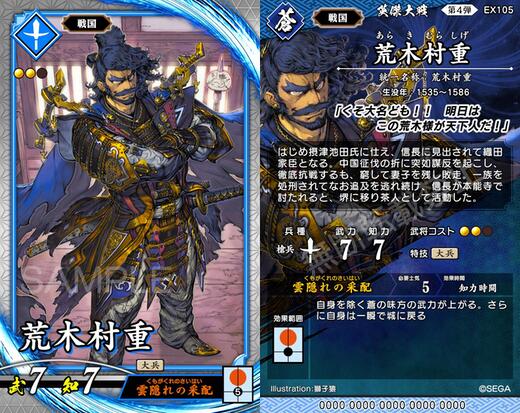 戦国
SAMPLE
荒木村重
大兵
武7 知7
くもがくれのさいはい
雲隠れの采配
5
蒼
戦国
英傑大戦
第4弾
EX105
あらきむらしげ
荒木村重
統一名称 荒木村重
生没年 1535～1586
「くそ大名ども！！　明日は
この荒木様が天下人だ！」
はじめ摂津池田氏に仕え、信長に見出されて織田
家臣となる。中国征伐の折に突如謀反を起こし、
徹底抗戦するも、窮して妻子を残し敗走。一族を
処刑されてなお追及を逃れ続け、信長が本能寺で
討たれると、堺に移り茶人として活動した。
兵種 武力 知力 武将コスト
槍兵 7 7
特技 大兵
くもがくれのさいはい
雲隠れの采配
必要士気
5
効果時間
知力時間
効果範囲
自身を除く蒼の味方の武力が上がる。さら
に自身は一瞬で城に戻る
Illustration:獅子猿
©SEGA
0000 0000 0000 0000 0000